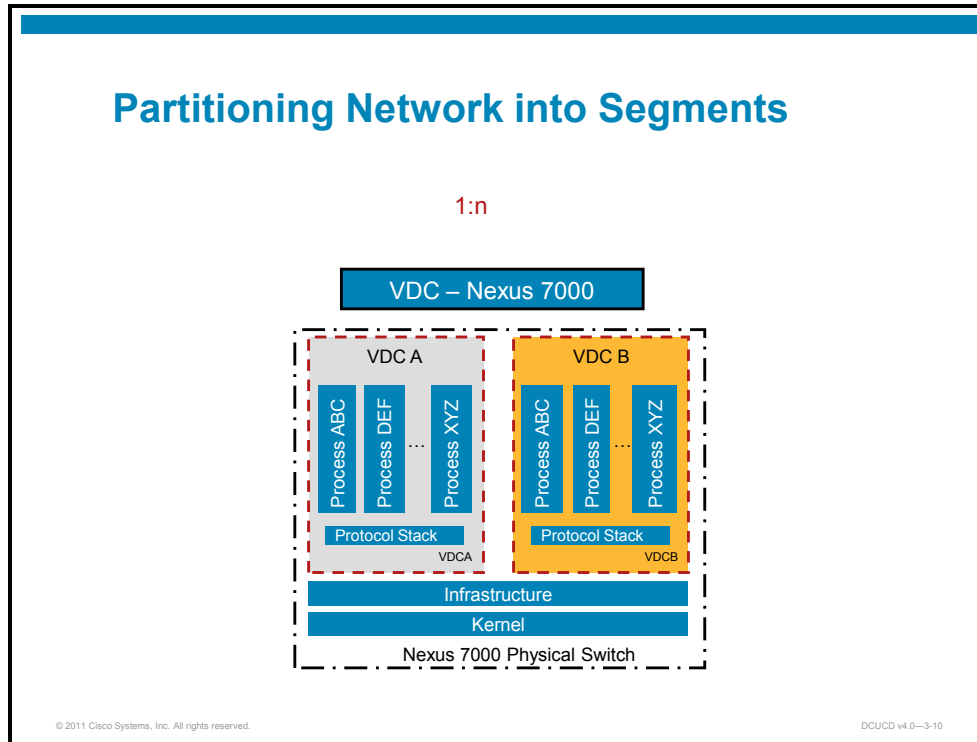 Partitioning Network into Segments
1:n
VDC – Nexus 7000
VDC A
Process ABC
Process DEF
...
Process XYZ
Protocol Stack
VDCA
VDC B
Process ABC
Process DEF
...
Process XYZ
Protocol Stack
VDCB
Infrastructure
Kernel
Nexus 7000 Physical Switch
© 2011 Cisco Systems, Inc. All rights reserved.
DCUCD v4.0—3-10